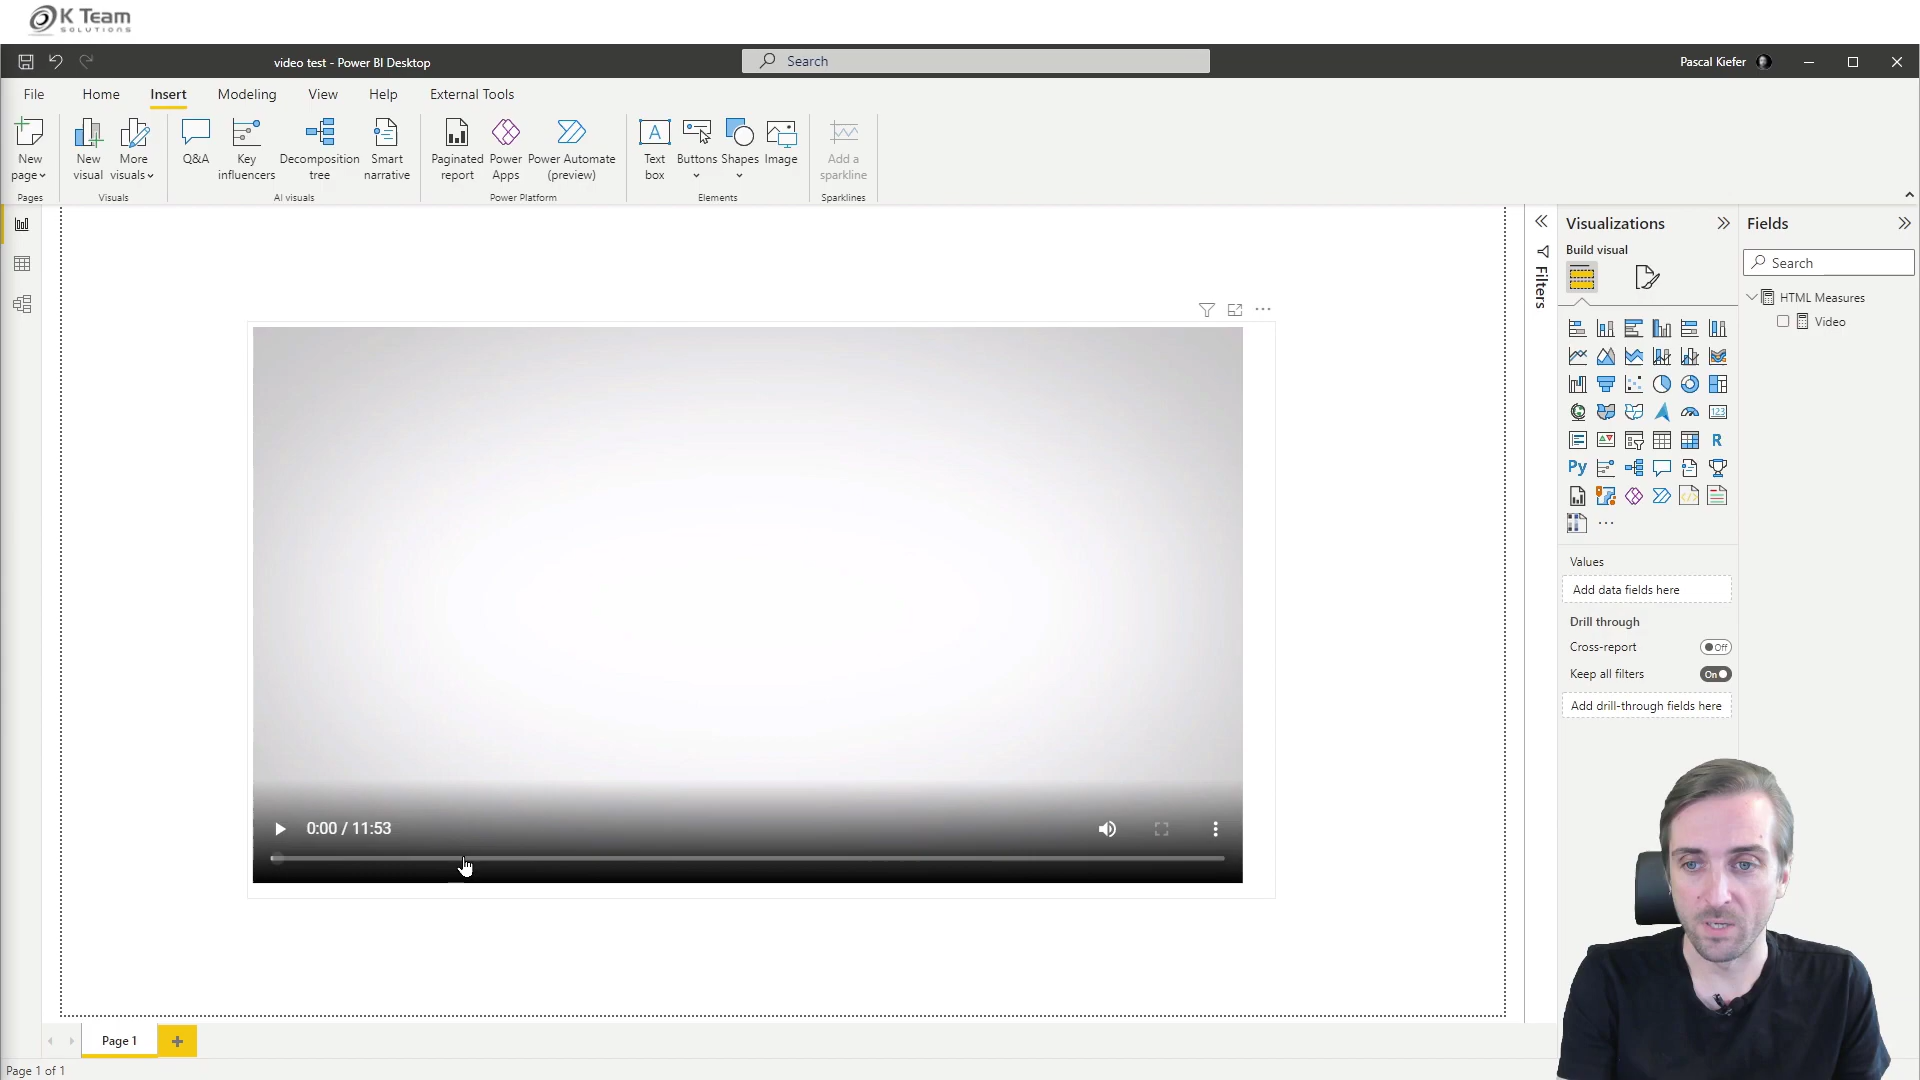 K Team
SOLUTIONS
video test - Power BI Desktop
Search
Pascal Kiefer
File
Home
Insert
Modeling
View
Help
External Tools
New
page
New
visual
More
visuals
Q&A
Key
influencers
Decomposition
tree
Smart
narrative
Paginated
report
Power
Apps
Power Automate
(preview)
Text
box
Buttons
Shapes
Image
Add a
sparkline
Pages
Visuals
AI visuals
Power Platform
Elements
Sparklines
Filters
Visualizations
Build visual
123
R
Py
Values
Add data fields here
Drill through
Cross-report
Off
Keep all filters
On
Add drill-through fields here
Fields
Search
HTML Measures
Video
0:00 / 11:53
Page 1
Page 1 of 1